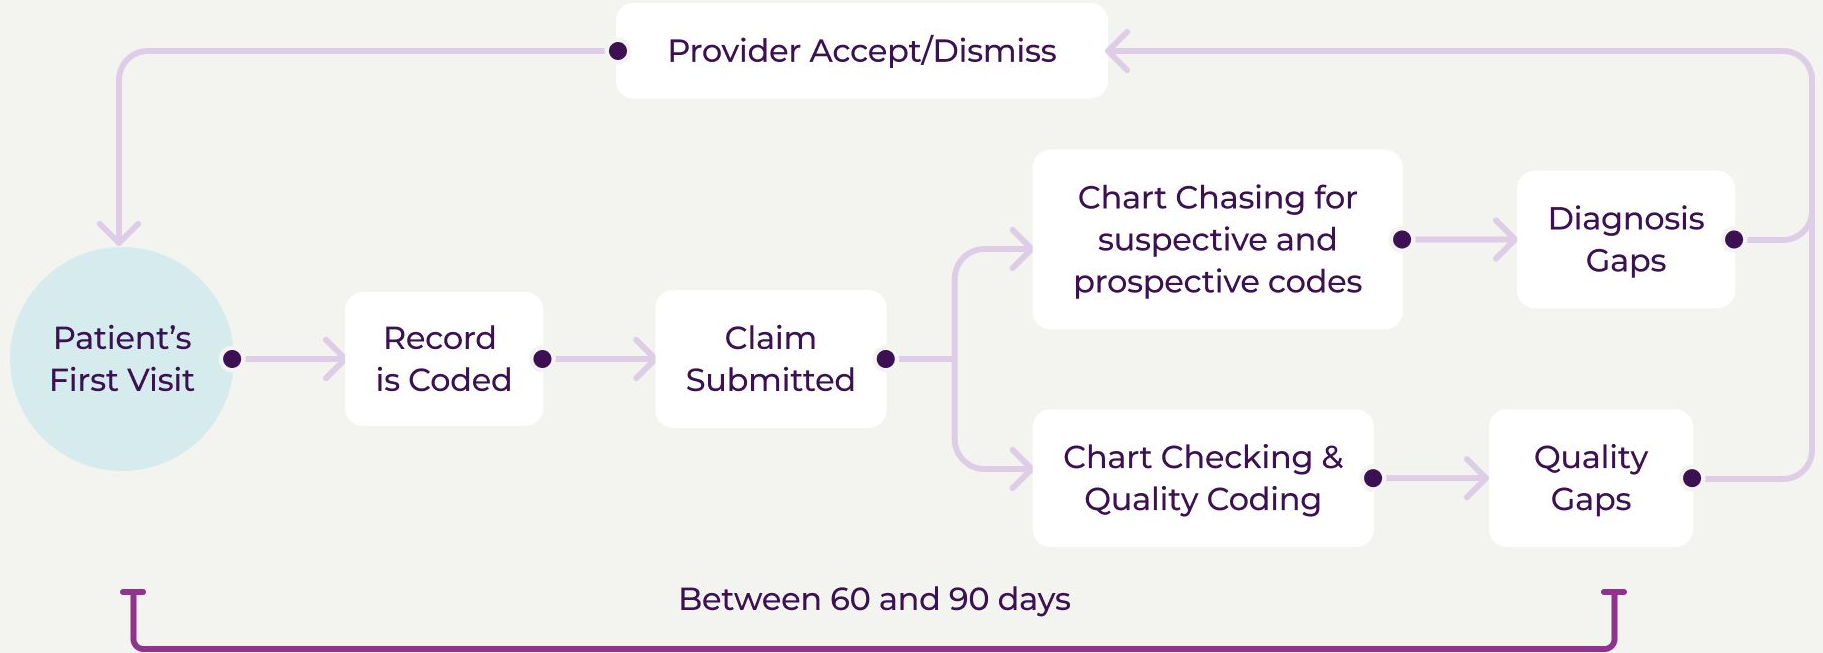 Provider Accept/Dismiss
Patient’s
First Visit
Record
is Coded
Claim
Submitted
Chart Chasing for
suspective and
prospective codes
Diagnosis
Gaps
Chart Checking &
Quality Coding
Quality
Gaps
Between 60 and 90 days